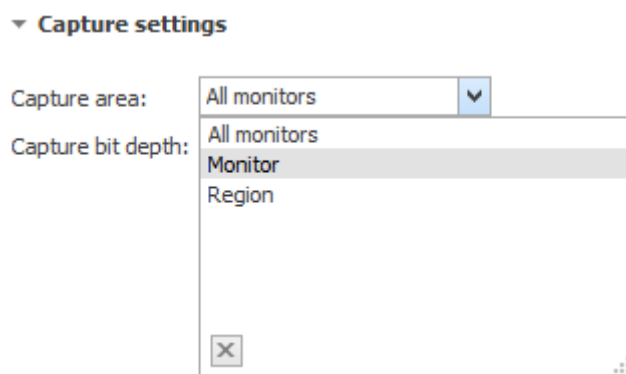 Capture settings
Capture area: All monitors
All monitors
Capture bit depth:
Monitor
Region